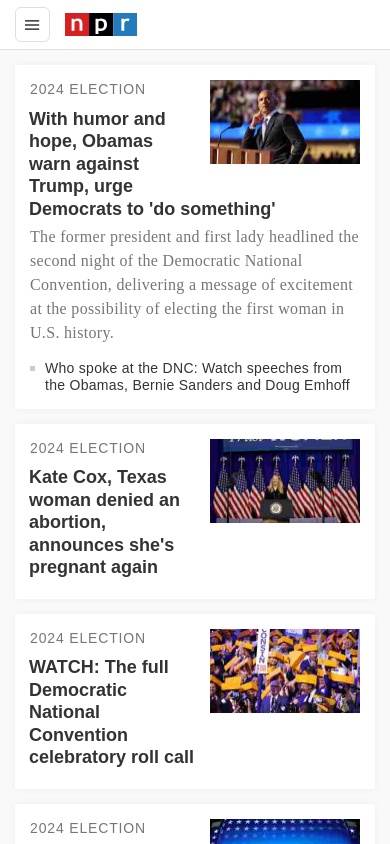 npr
2024 ELECTION
With humor and
hope, Obamas
warn against
Trump, urge
Democrats to 'do something'
The former president and first lady headlined the
second night of the Democratic National
Convention, delivering a message of excitement
at the possibility of electing the first woman in
U.S. history.
Who spoke at the DNC: Watch speeches from
the Obamas, Bernie Sanders and Doug Emhoff
2024 ELECTION
Kate Cox, Texas
woman denied an
abortion,
announces she's
pregnant again
2024 ELECTION
WATCH: The full
Democratic
National
Convention
celebratory roll call
2024 ELECTION